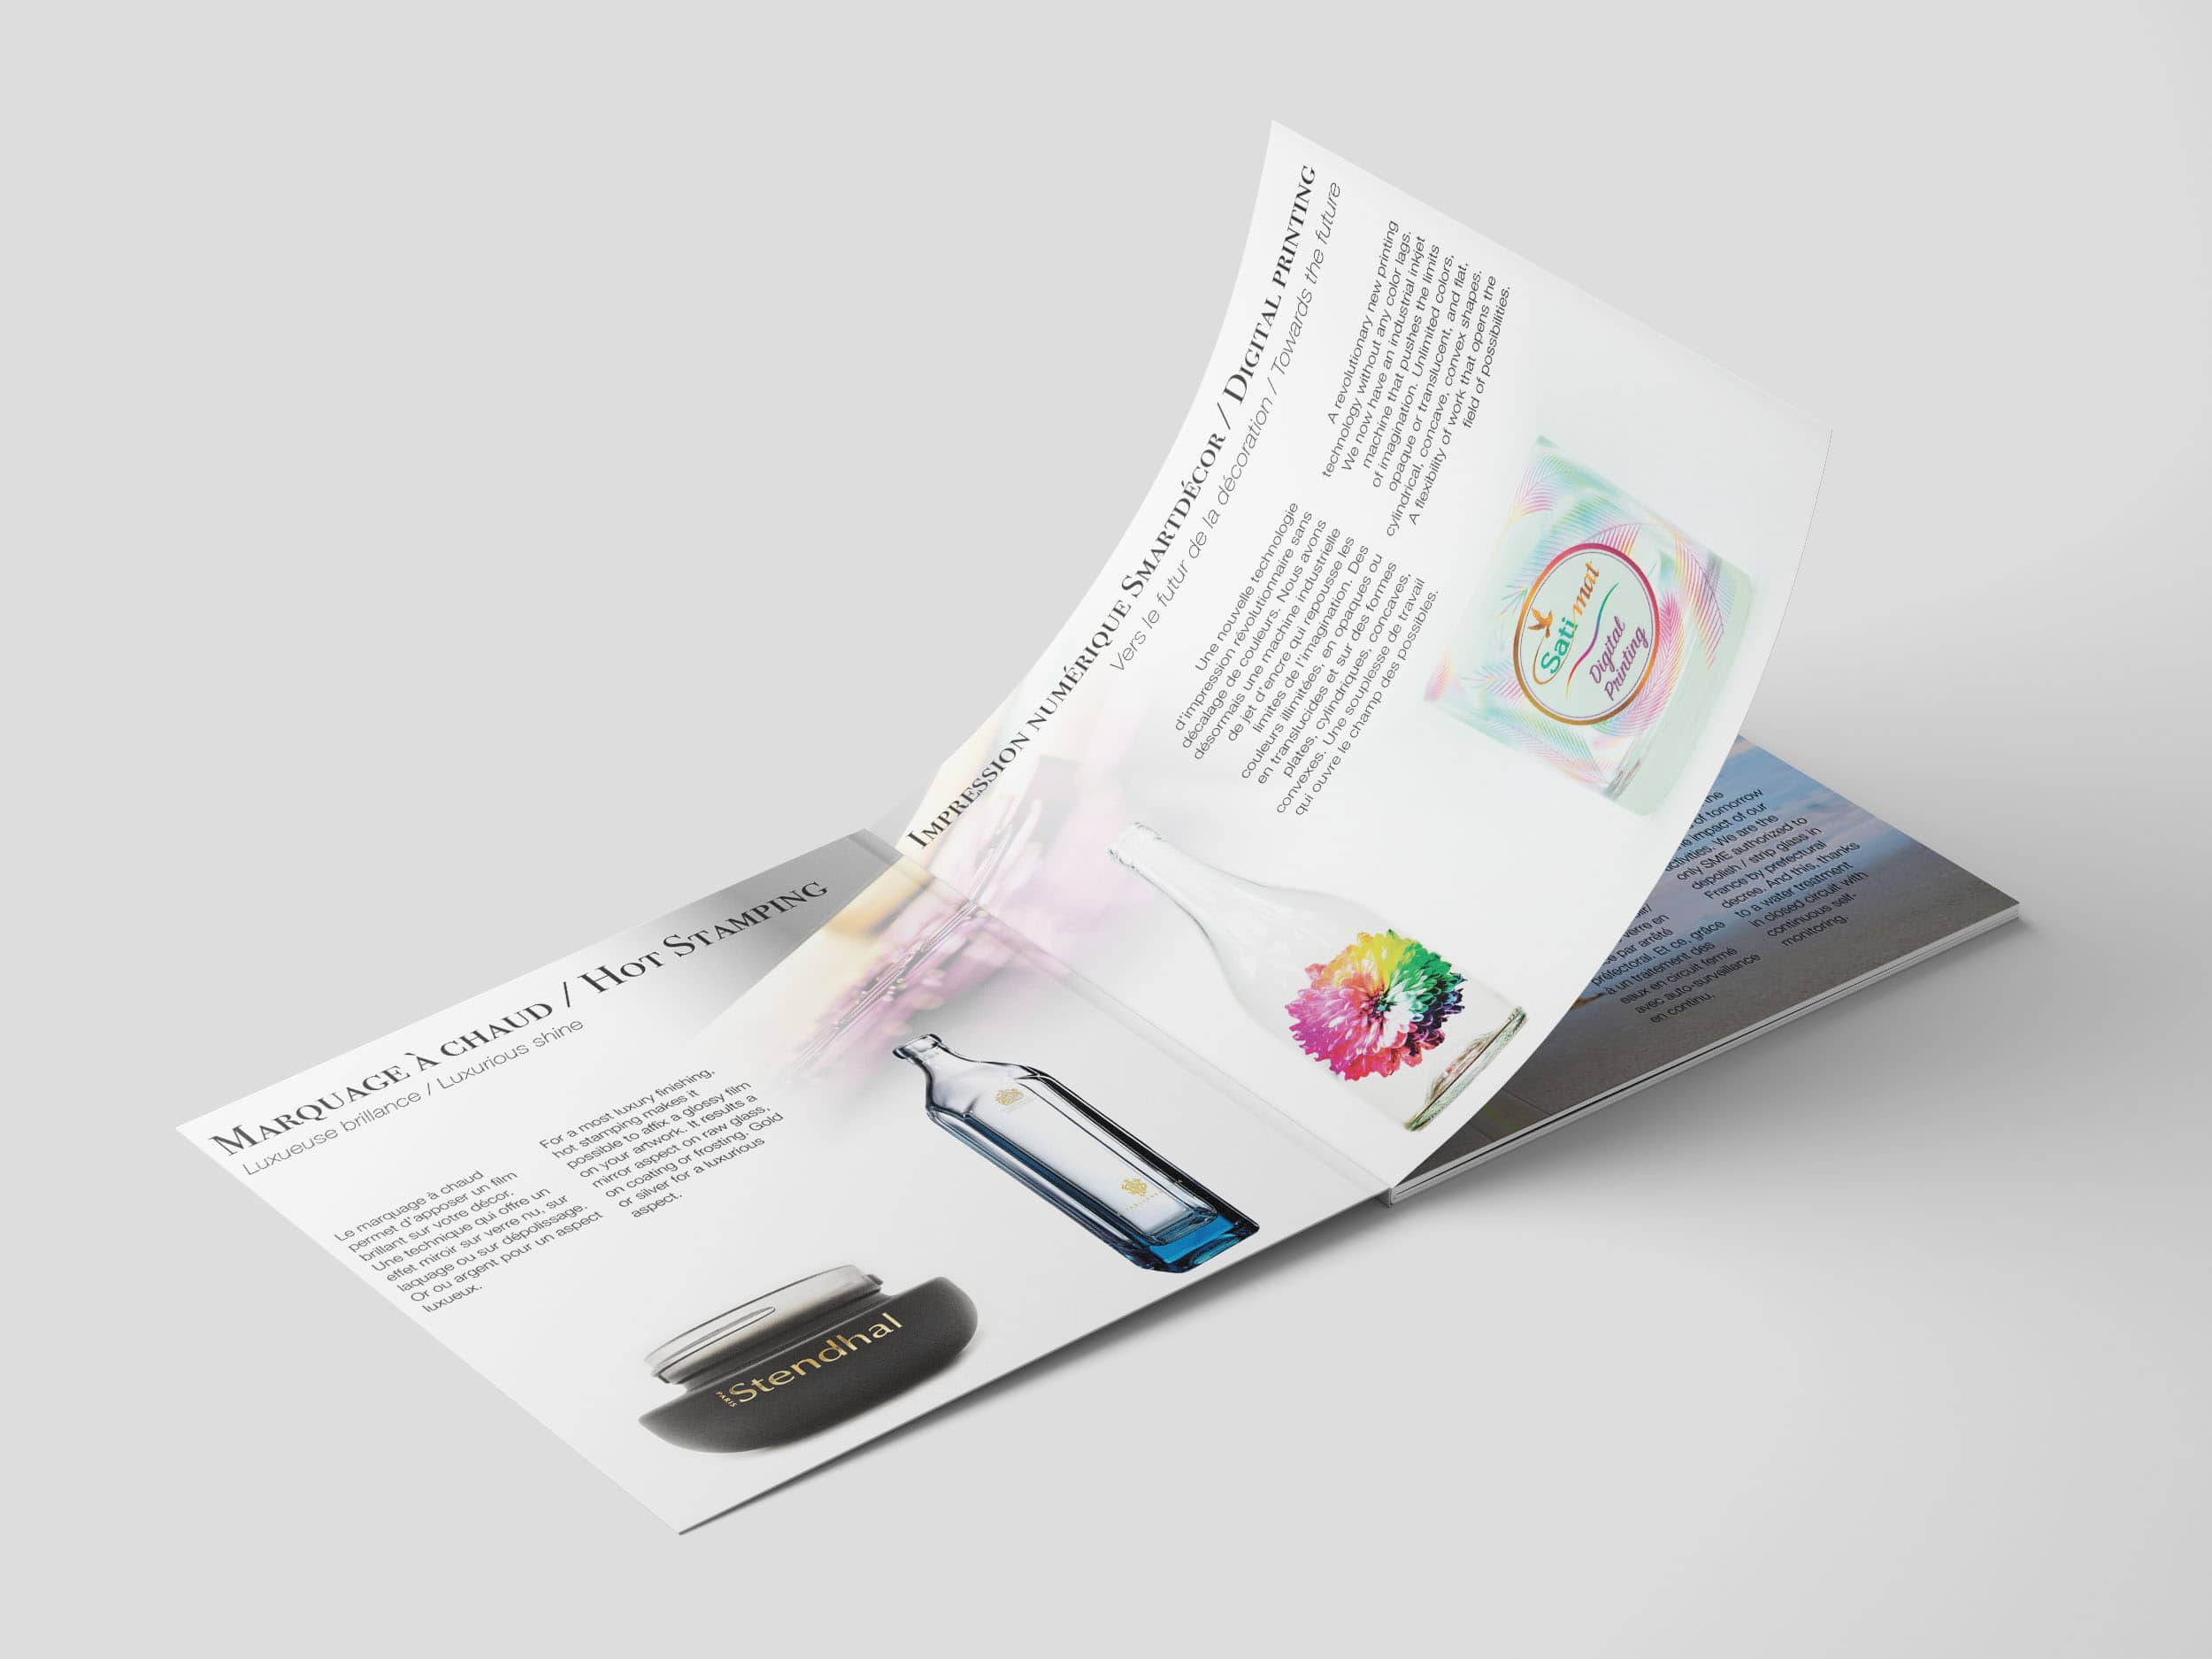 MARQUAGE À CHAUD / HOT STAMPING
Luxueuse brillance / Luxurious shine
Le marquage à chaud
permet d'apposer un film
brillant sur votre décor.
Une technique qui offre un
effet miroir sur verre nu, sur
laquage ou sur dépolissage.
Or ou argent pour un aspect
luxueux.
For a most luxury finishing,
hot stamping makes it
possible to affix a glossy film
on your artwork. It results a
mirror aspect on raw glass,
on coating or frosting. Gold
or silver for a luxurious
aspect.
PARIS
Stendhal
IMPRESSION NUMÉRIQUE SMARTDÉCOR / DIGITAL PRINTING
Vers le futur de la décoration / Towards the future
Une nouvelle technologie
d'impression révolutionnaire sans
décalage de couleurs. Nous avons
désormais une machine industrielle
de jet d'encre qui repousse les
limites de l'imagination. Des
couleurs illimitées, en opaques ou
en translucides et sur des formes
plates, cylindriques, concaves,
convexes. Une souplesse de travail
qui ouvre le champ des possibles.
A revolutionary new printing
technology without any color lags.
We now have an industrial inkjet
machine that pushes the limits
of imagination. Unlimited colors,
opaque or translucent, and flat,
cylindrical, concave, convex shapes.
A flexibility of work that opens the
field of possibilities.
Satimat
Digital
Printing
verre en
par arrêté
préfectoral. Et ce, grâce
à un traitement des
eaux en circuit fermé
avec auto-surveillance
en continu.
the
of tomorrow
impact of our
activities. We are the
only SME authorized to
depolish / strip glass in
France by prefectural
decree. And this, thanks
to a water treatment
in closed circuit with
continuous self-
monitoring.